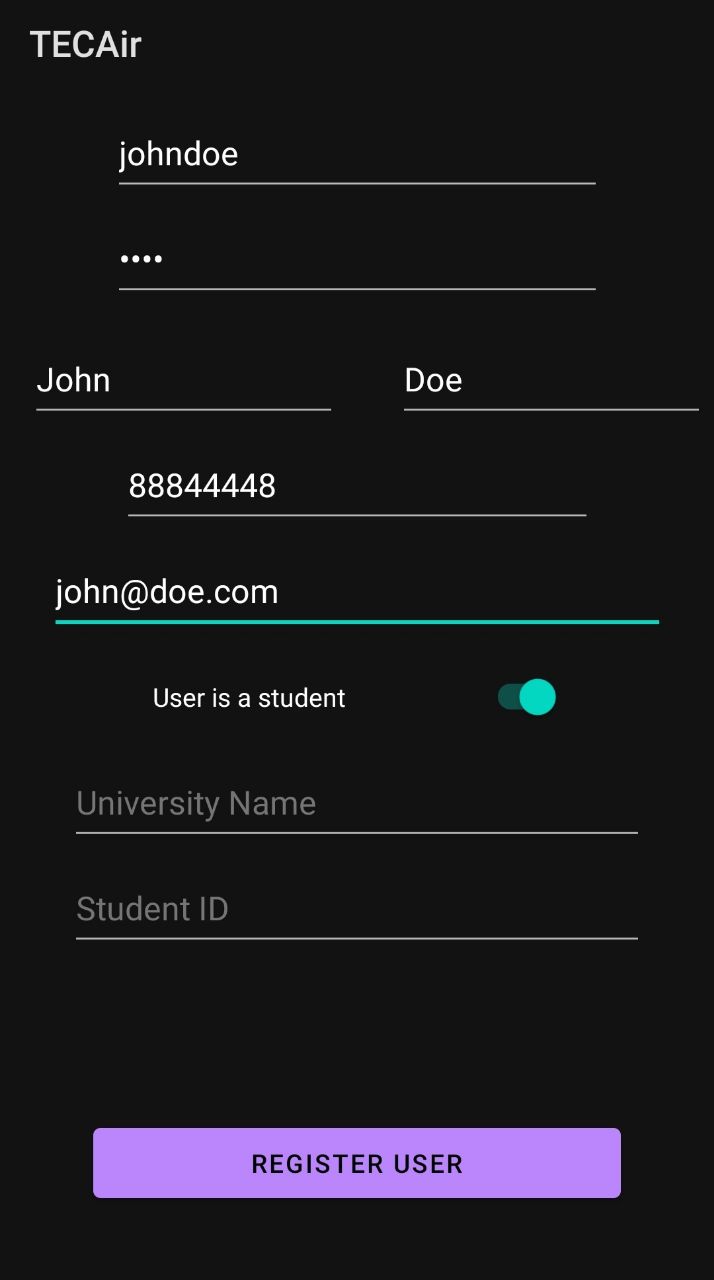 TECAir
johndoe
••••
John Doe
88844448
john@doe.com
User is a student
University Name
Student ID
REGISTER USER